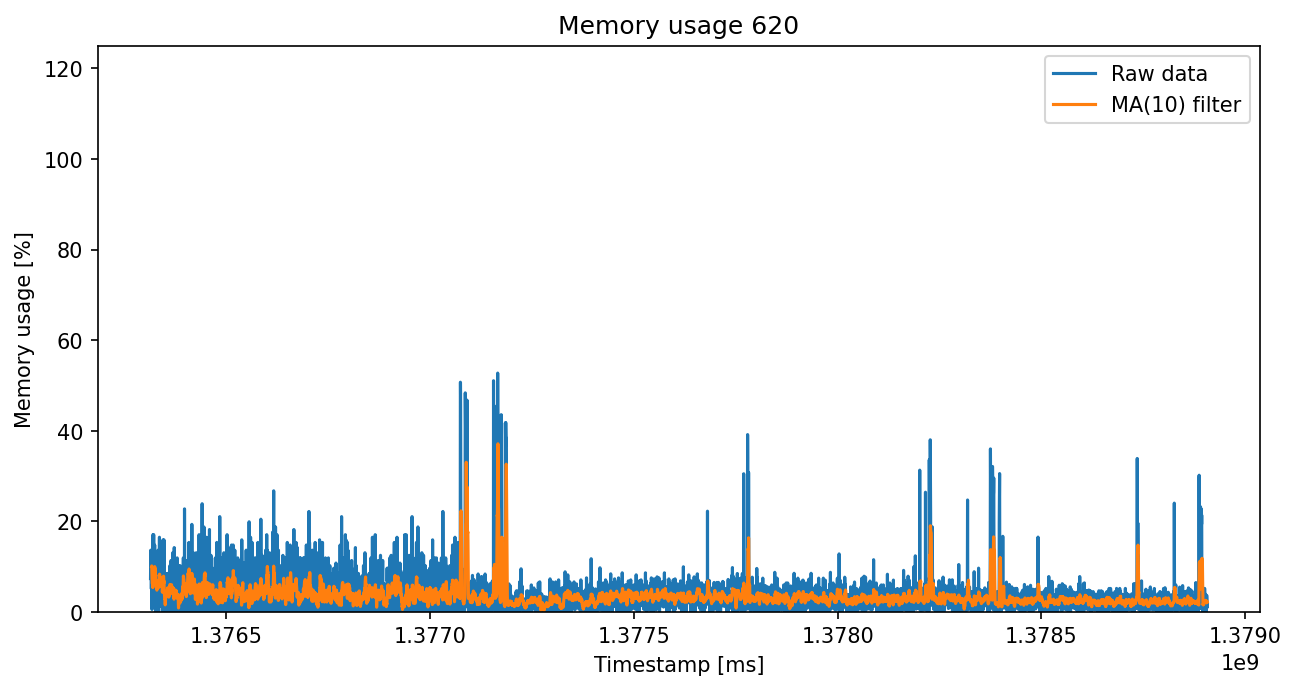 Memory usage 620
Raw data
MA(10) filter
Memory usage [%]
120
100
80
60
40
20
0
1.3765 1.3770 1.3775 1.3780 1.3785 1.3790
1e9
Timestamp [ms]